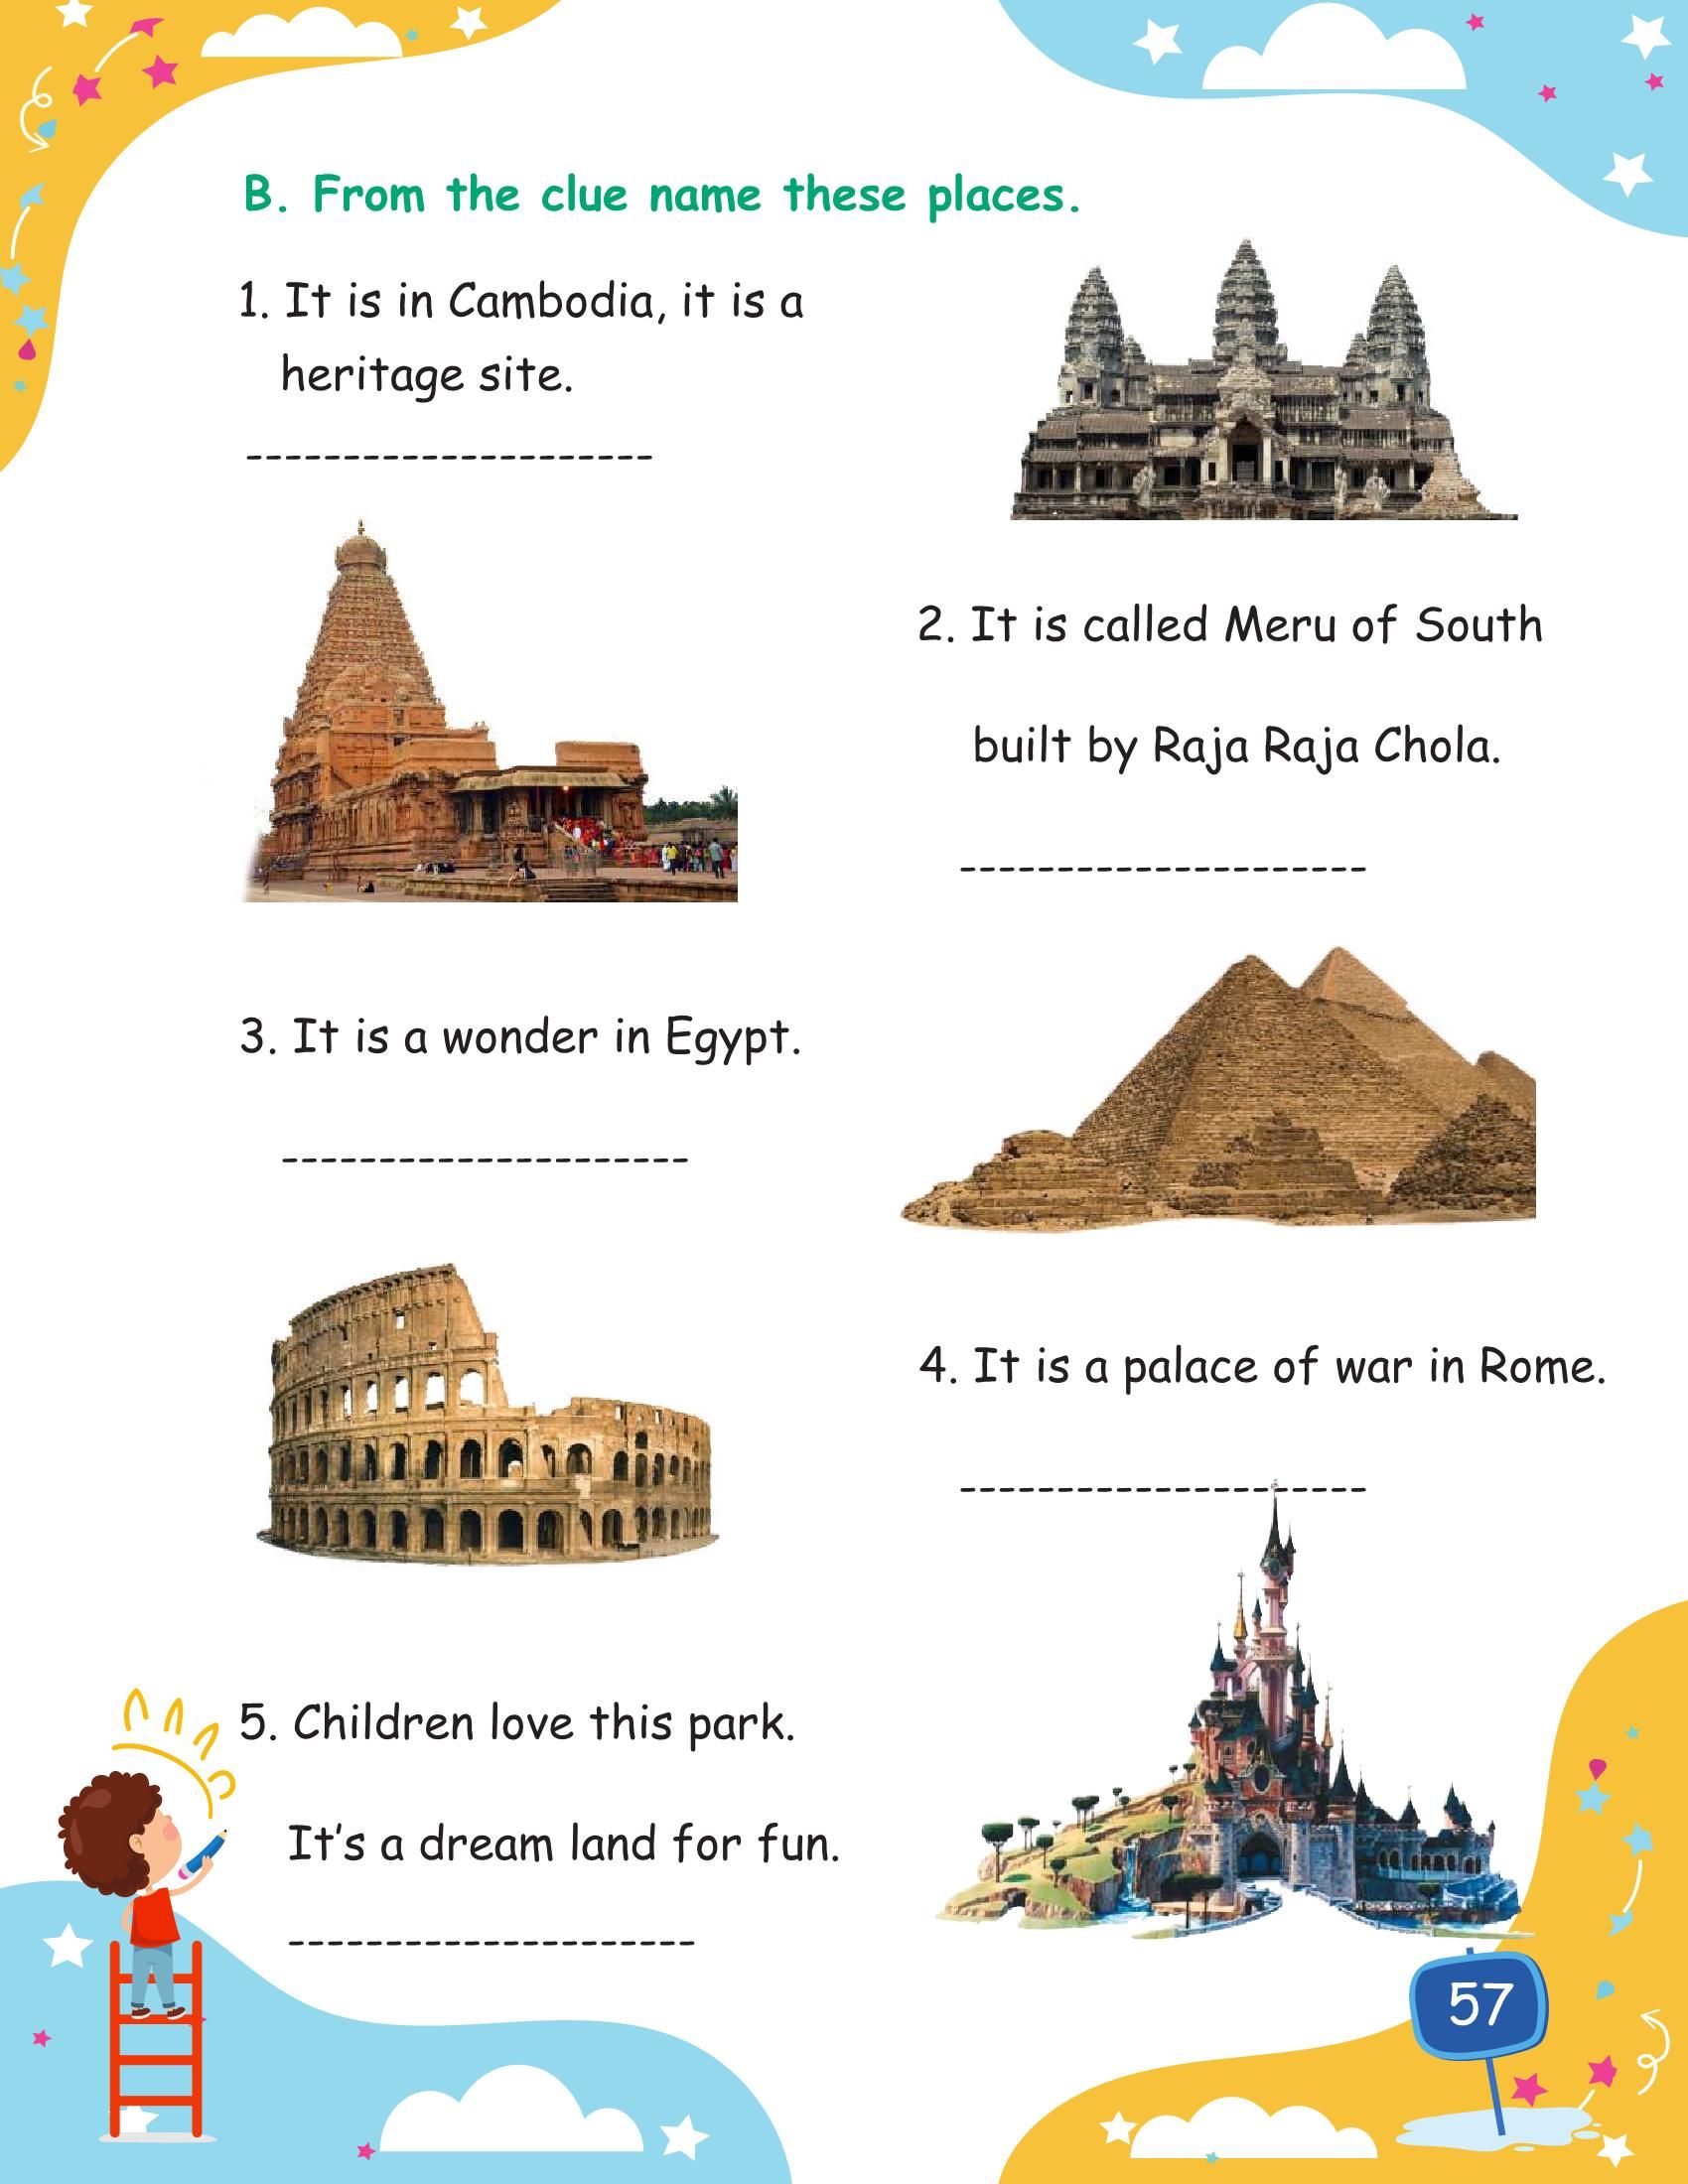 B. From the clue name these places.
1. It is in Cambodia, it is a
heritage site.
---------------------
2. It is called Meru of South
built by Raja Raja Chola.
---------------------
3. It is a wonder in Egypt.
---------------------
4. It is a palace of war in Rome.
---------------------
5. Children love this park.
It's a dream land for fun.
---------------------
57